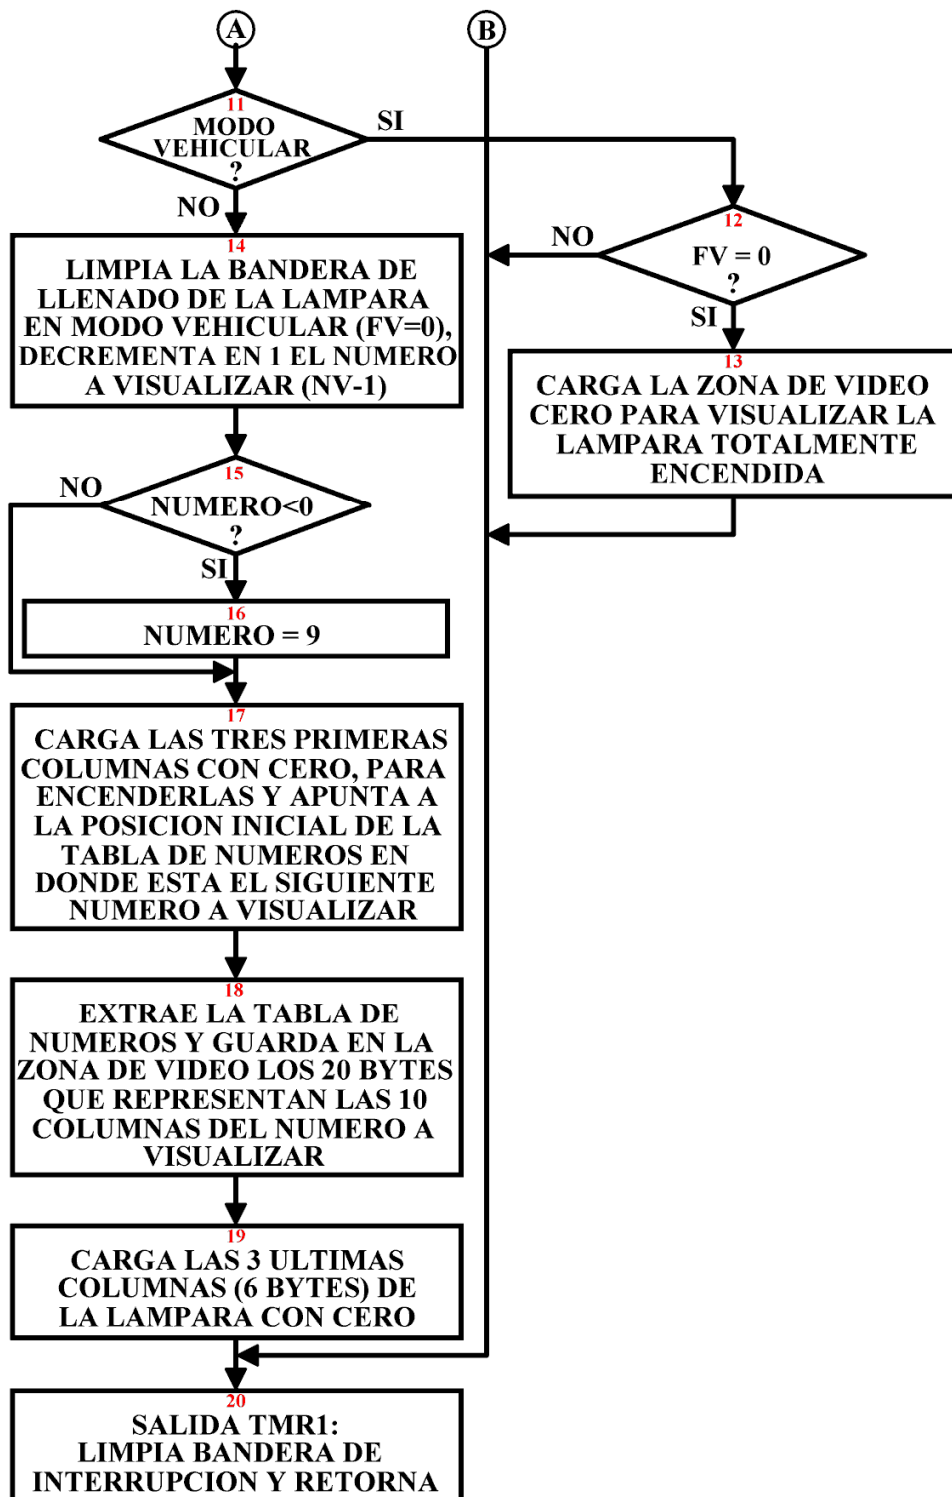 A
B
11
MODO
VEHICULAR
?
SI
NO
12
FV = 0
?
NO
SI
13
CARGA LA ZONA DE VIDEO
CERO PARA VISUALIZAR LA
LAMPARA TOTALMENTE
ENCENDIDA
14
LIMPIA LA BANDERA DE
LLENADO DE LA LAMPARA
EN MODO VEHICULAR (FV=0),
DECREMENTA EN 1 EL NUMERO
A VISUALIZAR (NV-1)
15
NUMERO<0
?
NO
SI
16
NUMERO = 9
17
CARGA LAS TRES PRIMERAS
COLUMNAS CON CERO, PARA
ENCENDERLAS Y APUNTA A
LA POSICION INICIAL DE LA
TABLA DE NUMEROS EN
DONDE ESTA EL SIGUIENTE
NUMERO A VISUALIZAR
18
EXTRAE LA TABLA DE
NUMEROS Y GUARDA EN LA
ZONA DE VIDEO LOS 20 BYTES
QUE REPRESENTAN LAS 10
COLUMNAS DEL NUMERO A
VISUALIZAR
19
CARGA LAS 3 ULTIMAS
COLUMNAS (6 BYTES) DE
LA LAMPARA CON CERO
20
SALIDA TMR1:
LIMPIA BANDERA DE
INTERRUPCION Y RETORNA